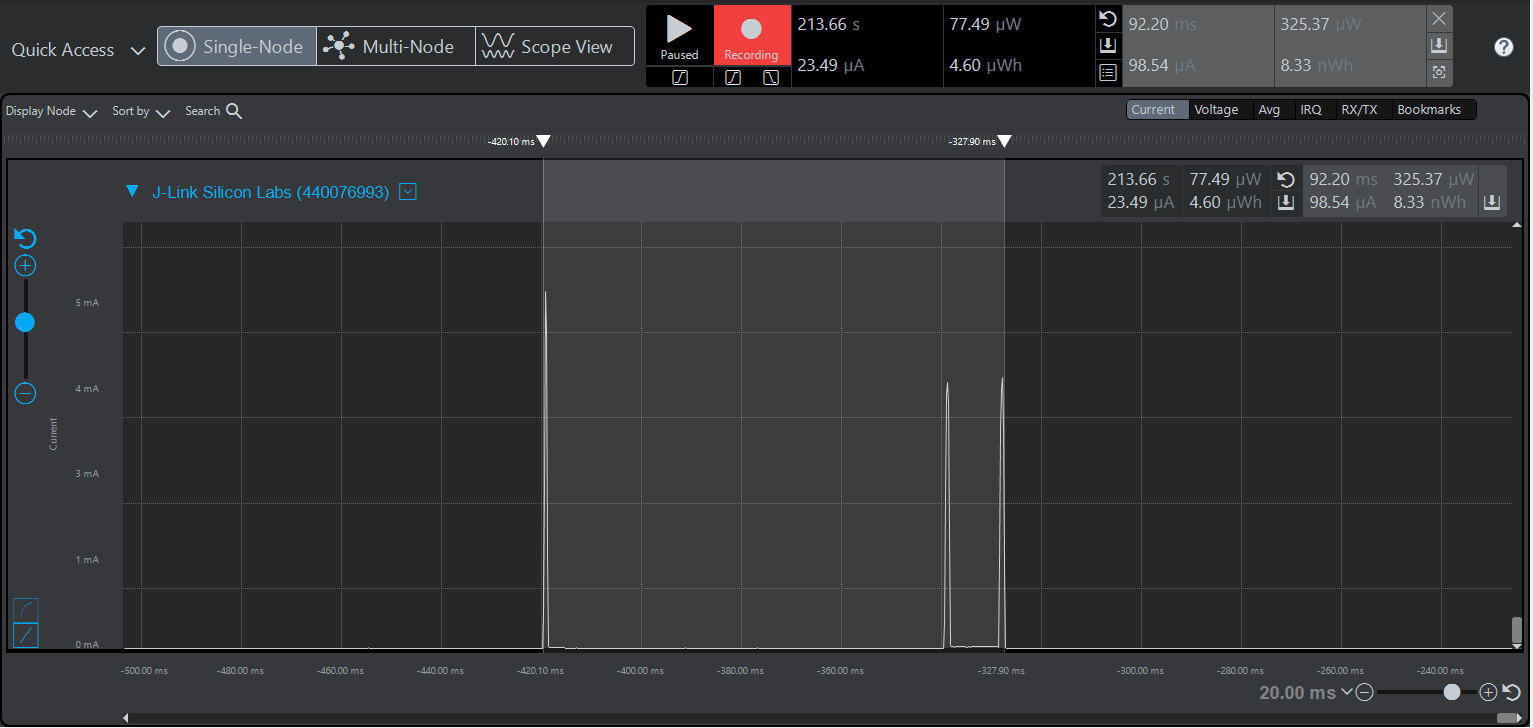 Quick Access
Single-Node
Multi-Node
Scope View
Paused
Recording
213.66 s
77.49 µW
23.49 µA
4.60 µWh
92.20 ms
325.37 µW
98.54 µA
8.33 nWh
?
Display Node
Sort by
Search
Current
Voltage
Avg
IRQ
RX/TX
Bookmarks
-420.10 ms
-327.90 ms
J-Link Silicon Labs (440076993)
213.66 s
77.49 µW
92.20 ms
325.37 µW
23.49 µA
4.60 µWh
98.54 µA
8.33 nWh
5 mA
4 mA
Current
3 mA
1 mA
0 mA
-500.00 ms
-480.00 ms
-460.00 ms
-440.00 ms
-420.10 ms
-400.00 ms
-380.00 ms
-360.00 ms
-327.90 ms
-300.00 ms
-280.00 ms
-260.00 ms
-240.00 ms
20.00 ms